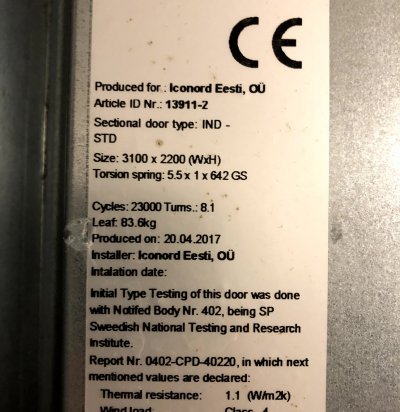 CE
Produced for : Iconord Eesti, OÜ
Article ID Nr.: 13911-2
Sectional door type: IND -
STD
Size: 3100 x 2200 (WxH)
Torsion spring: 5.5 x 1 x 642 GS
Cycles: 23000 Turns.: 8.1
Leaf: 83.6kg
Produced on: 20.04.2017
Installer: Iconord Eesti, OÜ
Intalation date:
Initial Type Testing of this door was done
with Notifed Body Nr. 402, being SP
Sweedish National Testing and Research
Institute.
Report Nr. 0402-CPD-40220, in which next
mentioned values are declared:
Thermal resistance: 1.1 (W/m2k)
Wind load Class 4